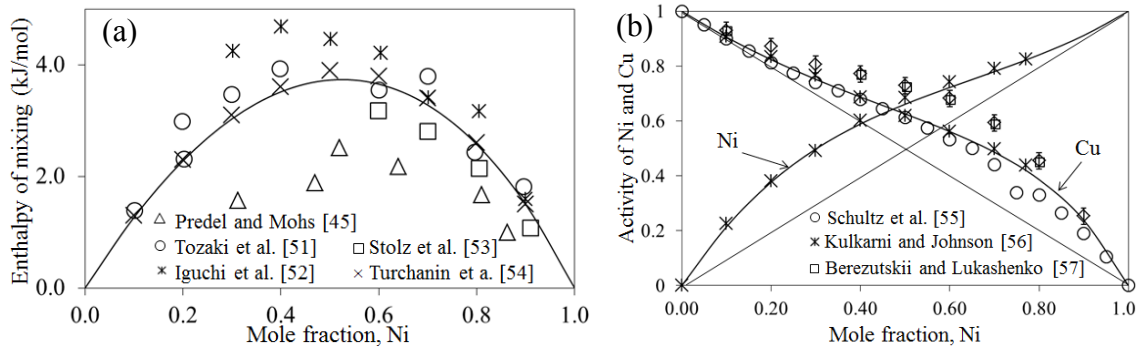 (a)
Enthalpy of mixing (kJ/mol)
4.0
2.0
0.0
△ Predel and Mohs [45]
○ Tozaki et al. [51]
□ Stolz et al. [53]
Iguchi et al. [52]
× Turchanin et a. [54]
0.0 0.2 0.4 0.6 0.8 1.0
Mole fraction, Ni
(b)
Activity of Ni and Cu
1
0.8
0.6
0.4
0.2
0
Ni
Cu
○ Schultz et al. [55]
Kulkarni and Johnson [56]
□ Berezutskii and Lukashenko [57]
0.00 0.20 0.40 0.60 0.80 1.00
Mole fraction, Ni